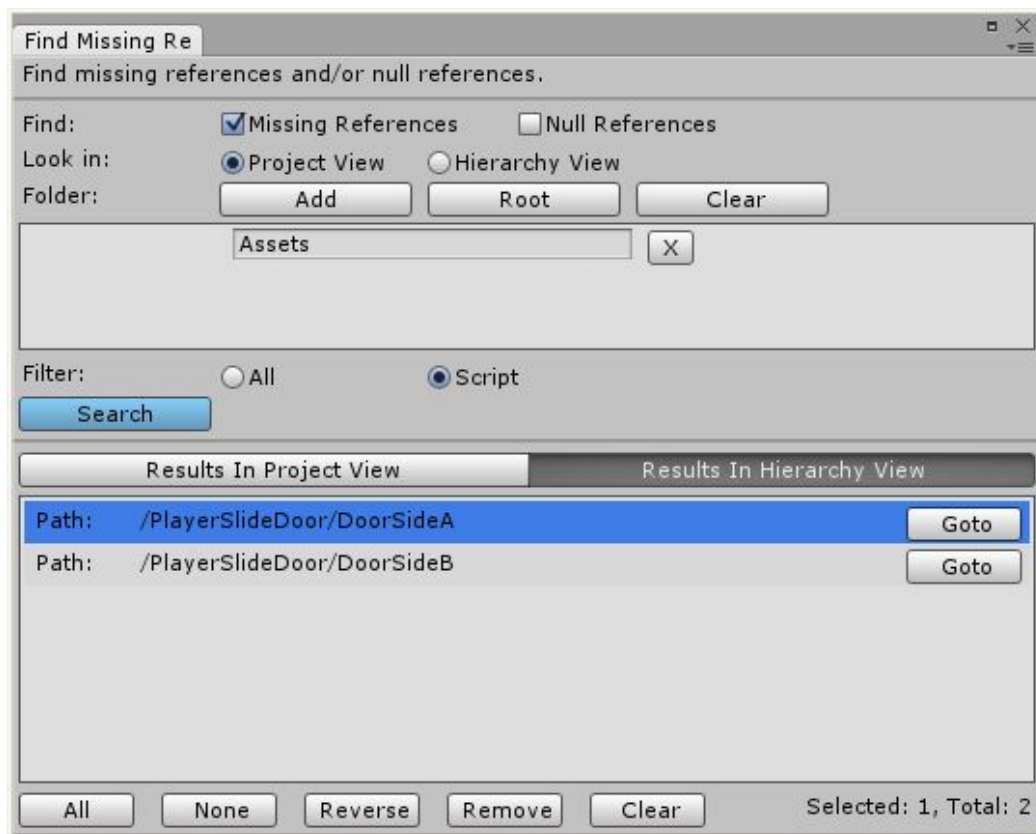 Find Missing Re
Find missing references and/or null references.
Find: Missing References Null References
Look in: Project View Hierarchy View
Folder: Add Root Clear
Assets X
Filter: All Script
Search
Results In Project View Results In Hierarchy View
Path: /PlayerSlideDoor/DoorSideA Goto
Path: /PlayerSlideDoor/DoorSideB Goto
All None Reverse Remove Clear Selected: 1, Total: 2